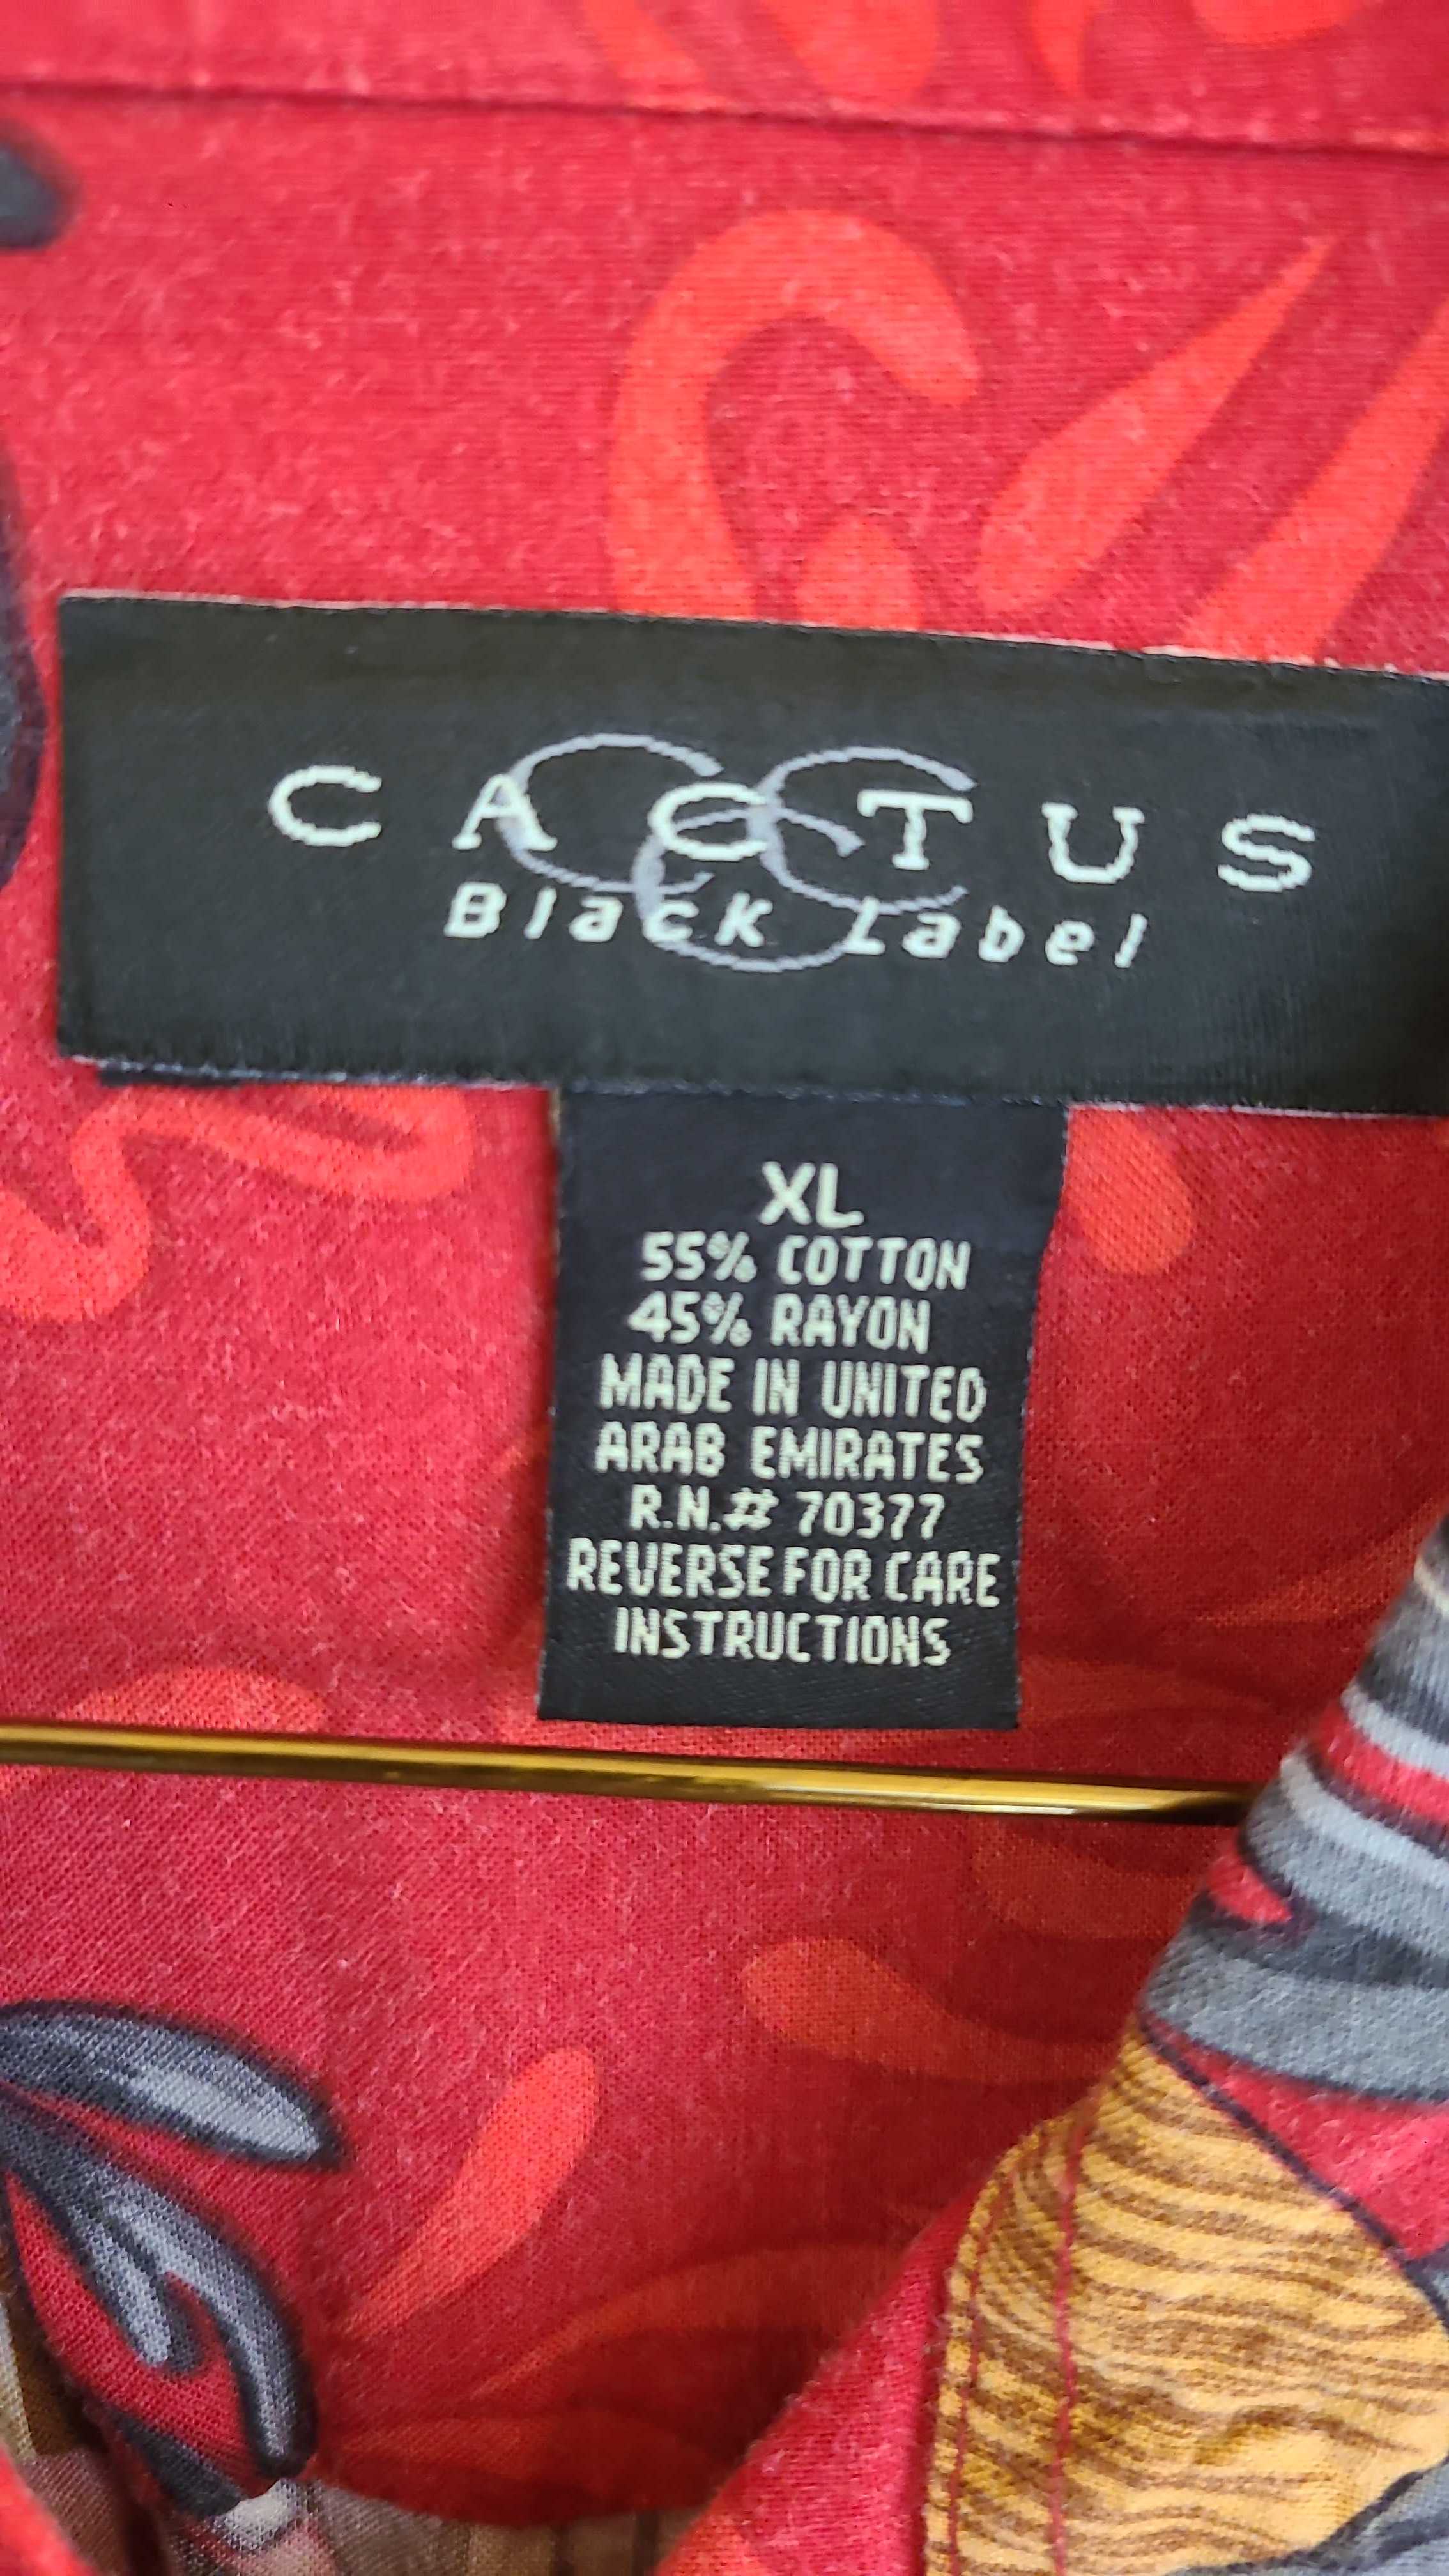 CACTUS
Black Label
XL
55% COTTON
45% RAYON
MADE IN UNITED
ARAB EMIRATES
R.N.# 70377
REVERSE FOR CARE
INSTRUCTIONS